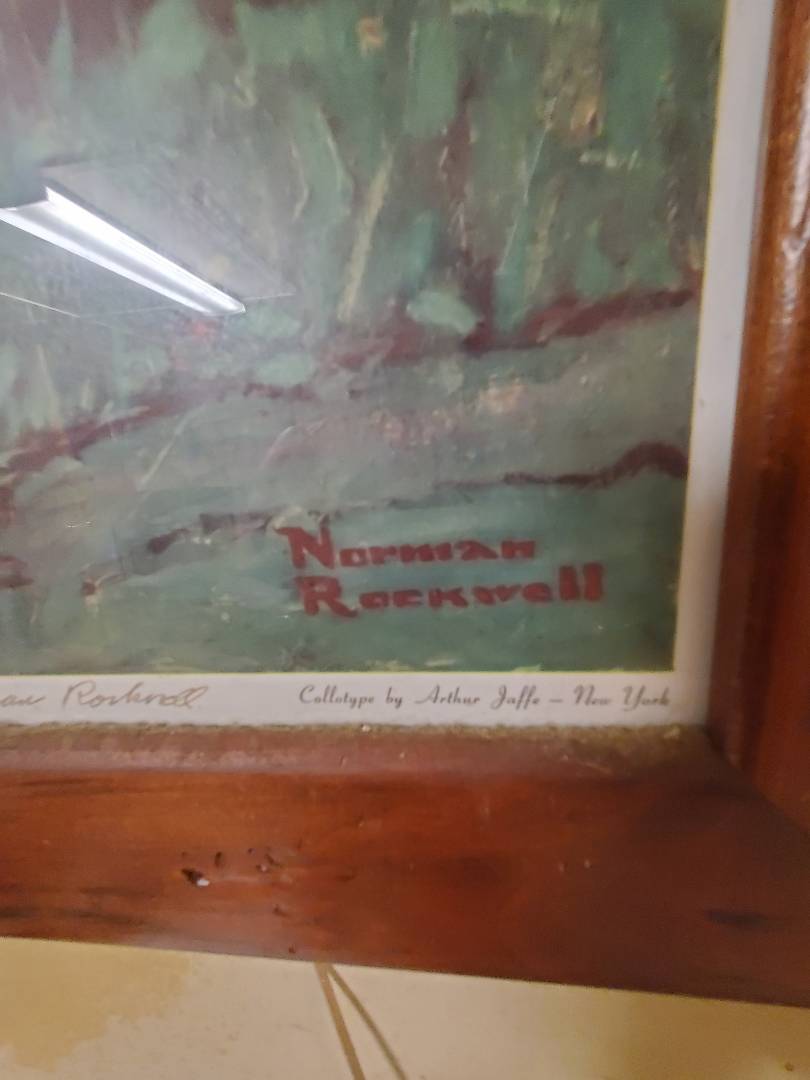 Norman
Rockwell
Rockwell
Collotype by Arthur Jaffe — New York